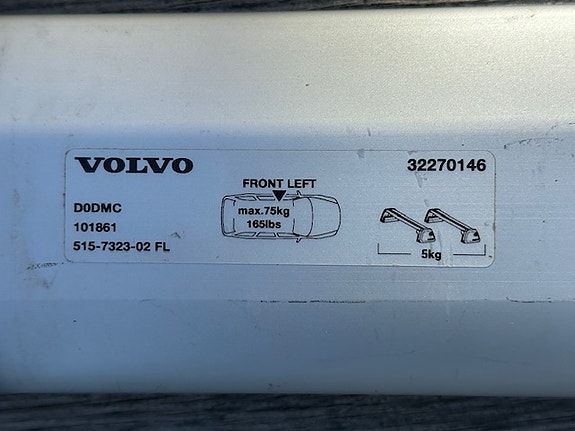 VOLVO
32270146
FRONT LEFT
D0DMC
max.75kg
101861
165lbs
515-7323-02 FL
5kg